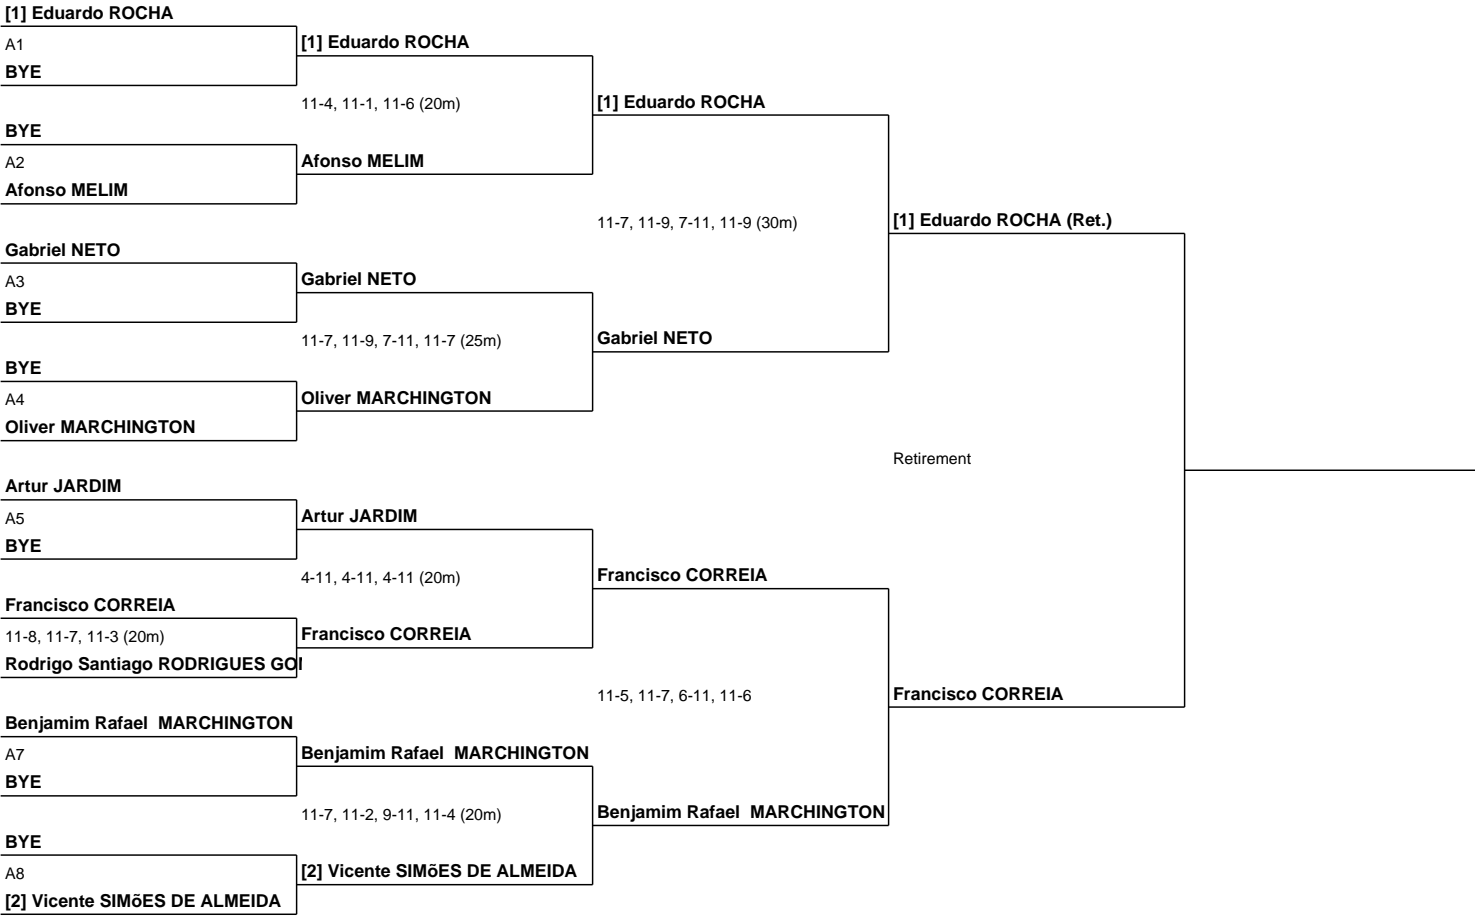 [1] Eduardo ROCHA
A1
BYE
BYE
A2
Afonso MELIM
Gabriel NETO
A3
BYE
BYE
A4
Oliver MARCHINGTON
Artur JARDIM
A5
BYE
Francisco CORREIA
11-8, 11-7, 11-3 (20m)
Rodrigo Santiago RODRIGUES
Benjamim Rafael MARCHINGTON
A7
BYE
BYE
A8
[2] Vicente SIMõES DE ALMEIDA
[1] Eduardo ROCHA
11-4, 11-1, 11-6 (20m)
Afonso MELIM
Gabriel NETO
11-7, 11-9, 7-11, 11-7 (25m)
Oliver MARCHINGTON
Artur JARDIM
4-11, 4-11, 4-11 (20m)
Francisco CORREIA
Benjamim Rafael MARCHINGTON
11-7, 11-2, 9-11, 11-4 (20m)
[2] Vicente SIMõES DE ALMEIDA
[1] Eduardo ROCHA
11-7, 11-9, 7-11, 11-9 (30m)
Gabriel NETO
Francisco CORREIA
11-5, 11-7, 6-11, 11-6
Benjamim Rafael MARCHINGTON
[1] Eduardo ROCHA (Ret.)
Retirement
Francisco CORREIA